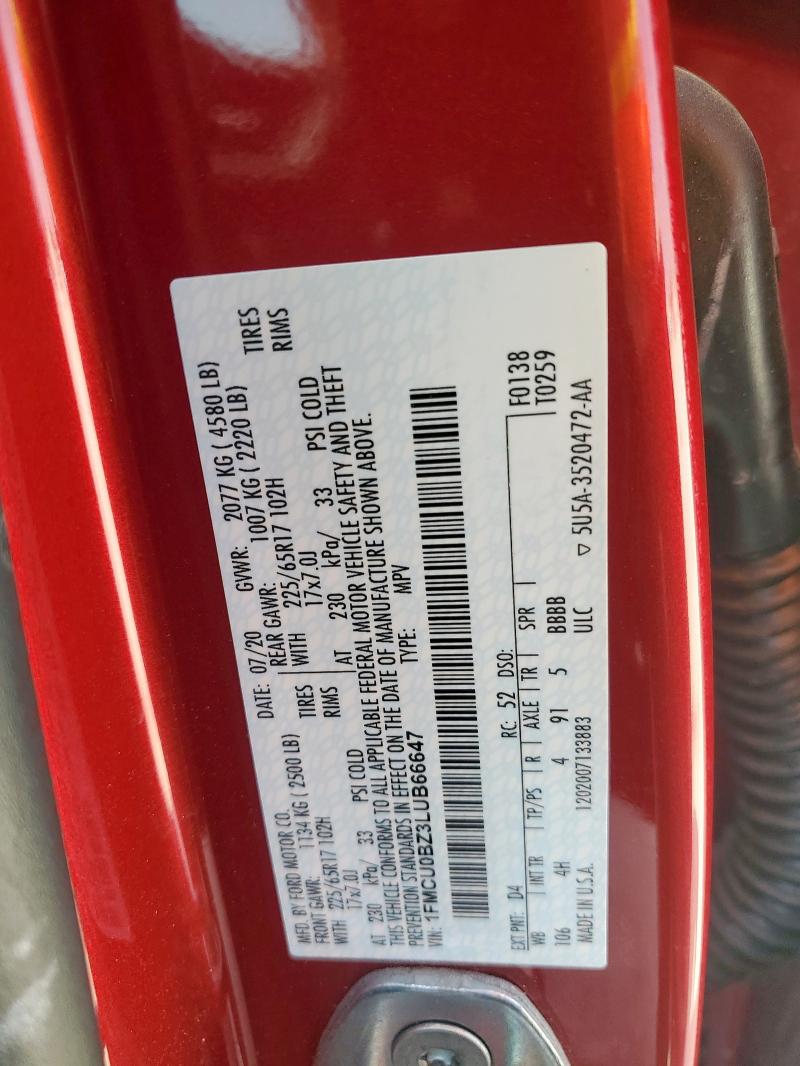 MFD. BY FORD MOTOR CO.
DATE: 07/20 GVWR: 2077 KG ( 4580 LB)
FRONT GAWR: 1134 KG ( 2500 LB) REAR GAWR: 1007 KG ( 2220 LB)
WITH 225/65R17 102H TIRES WITH 225/65R17 102H TIRES
17x7.0J RIMS 17x7.0J RIMS
AT 230 kPa/ 33 PSI COLD AT 230 kPa/ 33 PSI COLD
THIS VEHICLE CONFORMS TO ALL APPLICABLE FEDERAL MOTOR VEHICLE SAFETY AND THEFT
PREVENTION STANDARDS IN EFFECT ON THE DATE OF MANUFACTURE SHOWN ABOVE.
VIN: 1FMCU0BZ3LUB66647 TYPE: MPV
EXT PNT: D4 RC: 52 DSO: F0138
WB INT TR TP/PS R AXLE TR SPR T0259
106 4H 4 91 5 BBBB
MADE IN U.S.A. 1202007133883 ULC ▽ 5U5A-3520472-AA